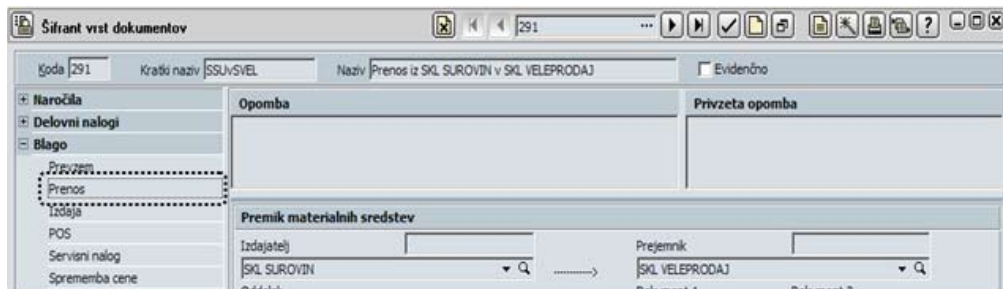 Šifrant vrst dokumentov
291
Koda 291 Kratki naziv SSUvSVEL Naziv Prenos iz SKL SUROVIN v SKL VELEPRODAJ Evidenčno
Naročila
Delovni nalogi
Blago
Prevzem
Prenos
Izdaja
POS
Servisni nalog
Sprememba cene
Opomba
Privzeta opomba
Premik materialnih sredstev
Izdajatelj Prejemnik
SKL SUROVIN ----------> SKL VELEPRODAJ